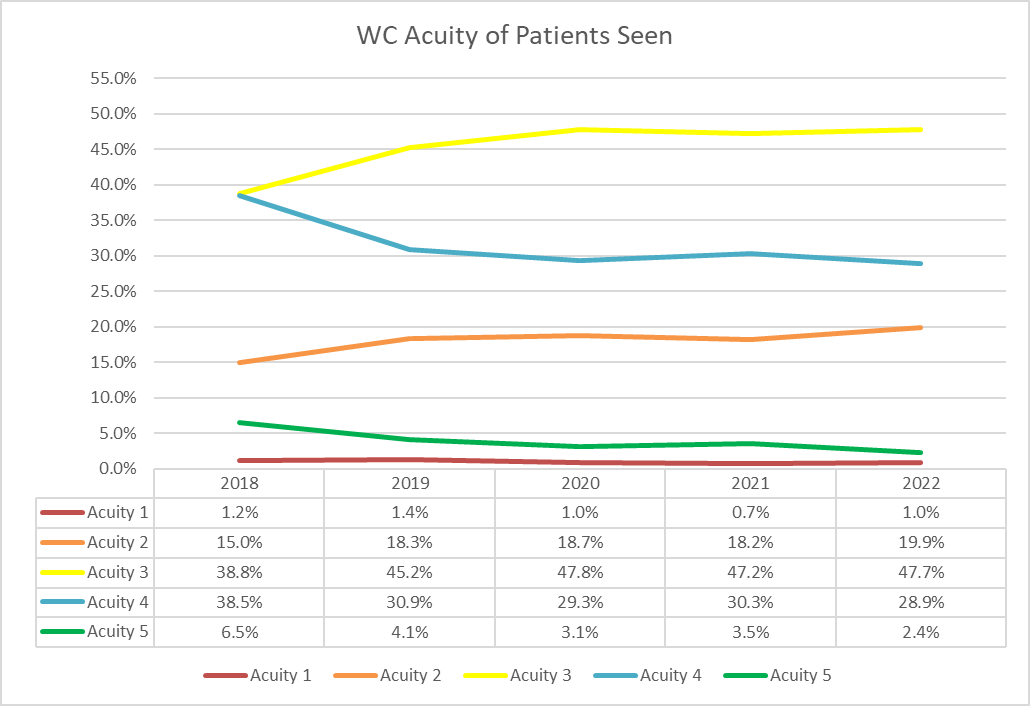 WC Acuity of Patients Seen
55.0%
50.0%
45.0%
40.0%
35.0%
30.0%
25.0%
20.0%
15.0%
10.0%
5.0%
0.0%
2018 2019 2020 2021 2022
Acuity 1 1.2% 1.4% 1.0% 0.7% 1.0%
Acuity 2 15.0% 18.3% 18.7% 18.2% 19.9%
Acuity 3 38.8% 45.2% 47.8% 47.2% 47.7%
Acuity 4 38.5% 30.9% 29.3% 30.3% 28.9%
Acuity 5 6.5% 4.1% 3.1% 3.5% 2.4%
Acuity 1 Acuity 2 Acuity 3 Acuity 4 Acuity 5